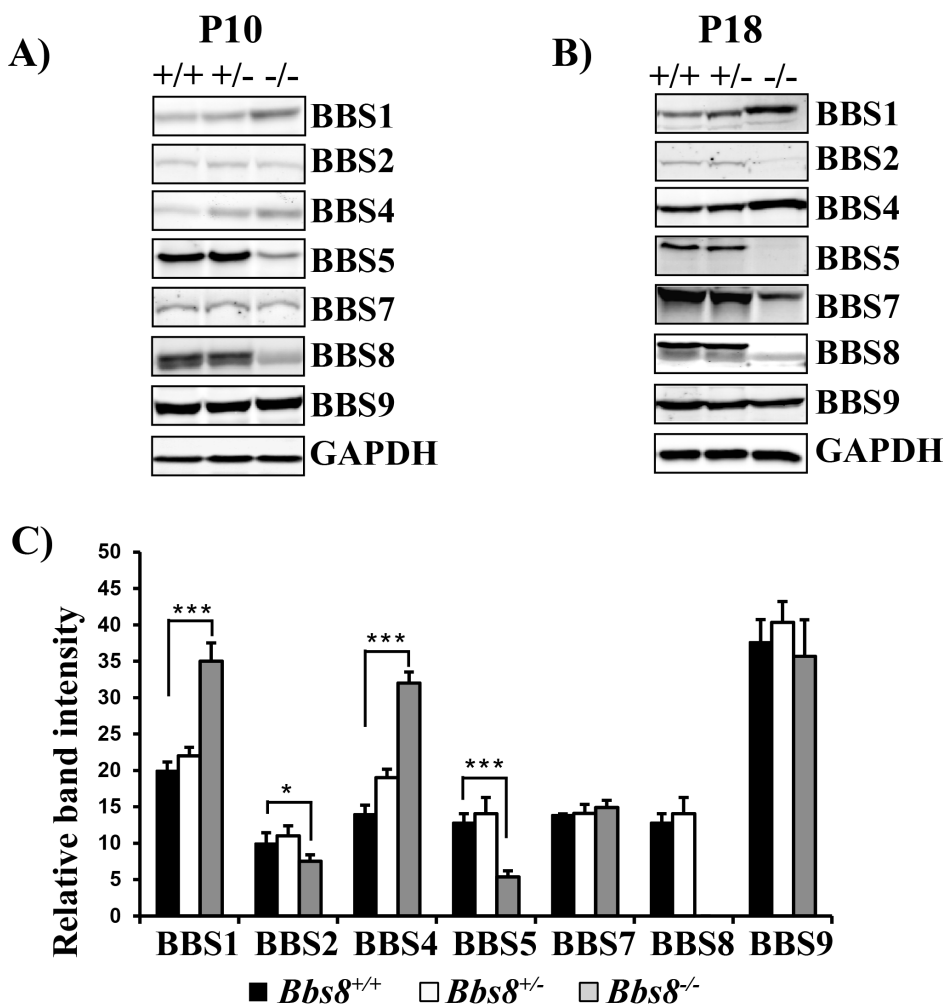 A)
P10
+/+ +/- -/-
BBS1
BBS2
BBS4
BBS5
BBS7
BBS8
BBS9
GAPDH
B)
P18
+/+ +/- -/-
BBS1
BBS2
BBS4
BBS5
BBS7
BBS8
BBS9
GAPDH
C)
Relative band intensity
50
45
40
35
30
25
20
15
10
5
0
***
*
***
***
BBS1 BBS2 BBS4 BBS5 BBS7 BBS8 BBS9
Bbs8+/+ Bbs8+/- Bbs8-/-